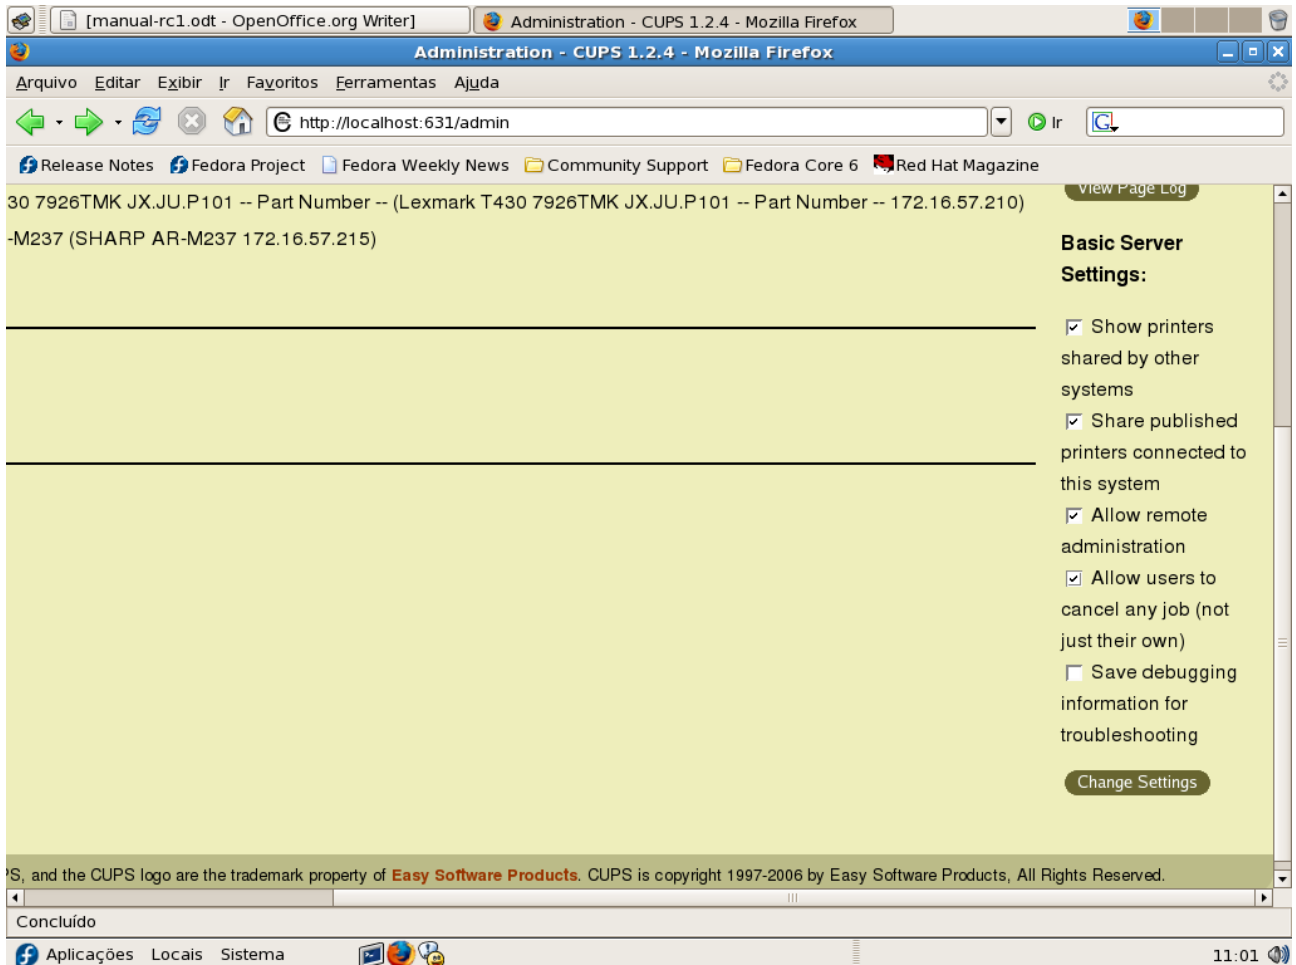 [manual-rc1.odt - OpenOffice.org Writer] Administration - CUPS 1.2.4 - Mozilla Firefox
Administration - CUPS 1.2.4 - Mozilla Firefox
Arquivo Editar Exibir Ir Favoritos Ferramentas Ajuda
http://localhost:631/admin Ir G
Release Notes Fedora Project Fedora Weekly News Community Support Fedora Core 6 Red Hat Magazine
30 7926TMK JX.JU.P101 -- Part Number -- (Lexmark T430 7926TMK JX.JU.P101 -- Part Number -- 172.16.57.210)
-M237 (SHARP AR-M237 172.16.57.215)
View Page Log
Basic Server
Settings:
Show printers
shared by other
systems
Share published
printers connected to
this system
Allow remote
administration
Allow users to
cancel any job (not
just their own)
Save debugging
information for
troubleshooting
Change Settings
PS, and the CUPS logo are the trademark property of Easy Software Products. CUPS is copyright 1997-2006 by Easy Software Products, All Rights Reserved.
Concluído
Aplicações Locais Sistema 11:01